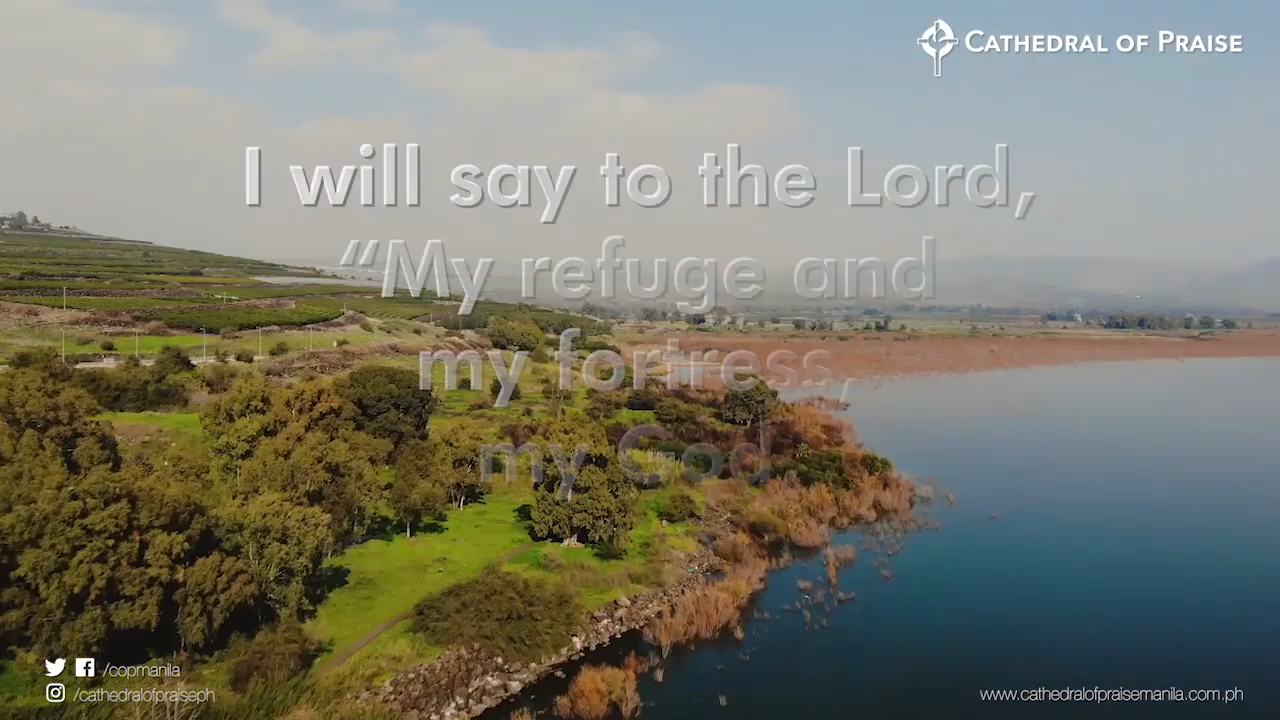 CATHEDRAL OF PRAISE
I will say to the Lord,
“My refuge and
my fortress,
my God,
/copmanila
/cathedralofpraiseph
www.cathedralofpraisemanila.com.ph